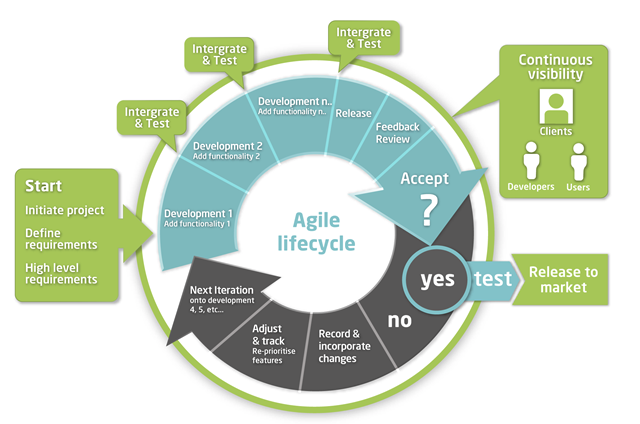 Start
Initiate project
Define
requirements
High level
requirements
Intergrate
& Test
Intergrate
& Test
Intergrate
& Test
Development 1
Add functionality 1
Development 2
Add functionality 2
Development n..
Add functionality n..
Release
Feedback
Review
Accept
?
Continuous
visibility
Clients
Developers
Users
Agile
lifecycle
yes
test
Release to
market
no
Record &
incorporate
changes
Adjust
& track
Re-prioritise
features
Next Iteration
onto development
4, 5, etc...